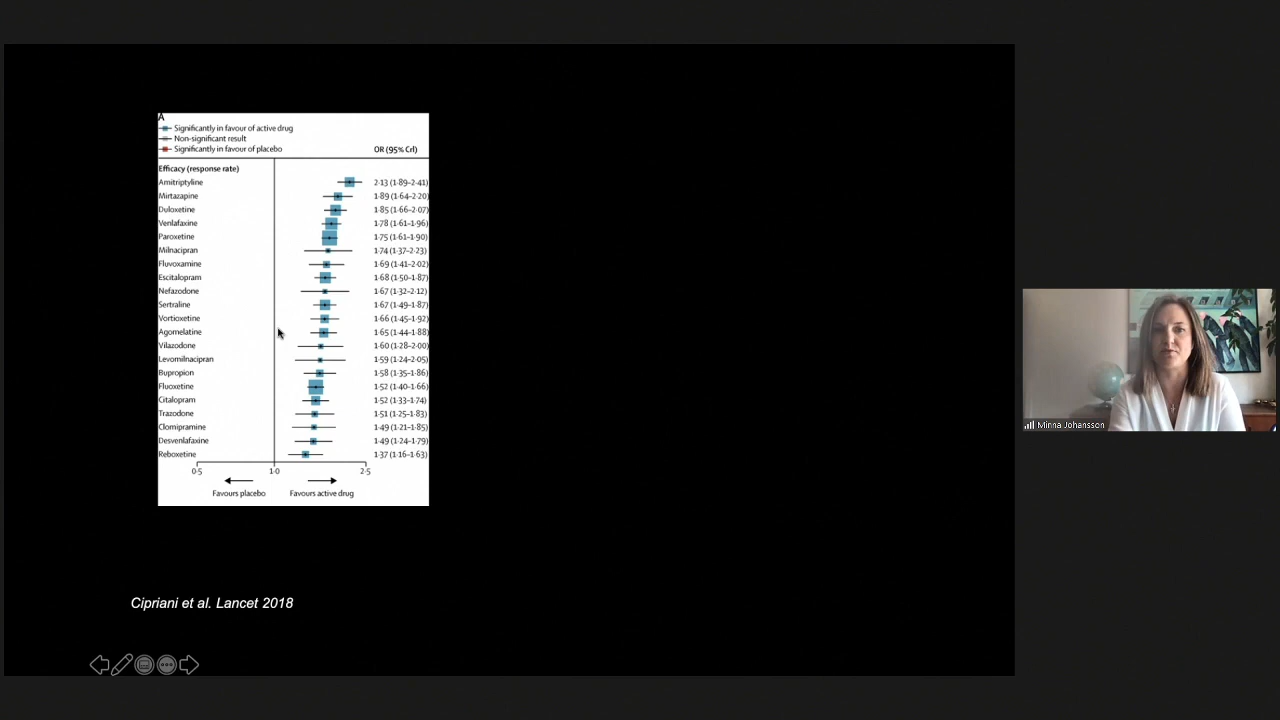 A
Significantly in favour of active drug
Non-significant result
Significantly in favour of placebo
OR (95% CrI)
Efficacy (response rate)
Amitriptyline 2·13 (1·89–2·41)
Mirtazapine 1·89 (1·64–2·20)
Duloxetine 1·85 (1·66–2·07)
Venlafaxine 1·78 (1·61–1·96)
Paroxetine 1·75 (1·61–1·90)
Milnacipran 1·74 (1·37–2·23)
Fluvoxamine 1·69 (1·41–2·02)
Escitalopram 1·68 (1·50–1·87)
Nefazodone 1·67 (1·32–2·12)
Sertraline 1·67 (1·49–1·87)
Vortioxetine 1·66 (1·45–1·92)
Agomelatine 1·65 (1·44–1·88)
Vilazodone 1·60 (1·28–2·00)
Levomilnacipran 1·59 (1·24–2·05)
Bupropion 1·58 (1·35–1·86)
Fluoxetine 1·52 (1·40–1·66)
Citalopram 1·52 (1·33–1·74)
Trazodone 1·51 (1·25–1·83)
Clomipramine 1·49 (1·21–1·85)
Desvenlafaxine 1·49 (1·24–1·79)
Reboxetine 1·37 (1·16–1·63)
0·5 1·0 2·5
Favours placebo Favours active drug
Cipriani et al. Lancet 2018
Minna Johansson